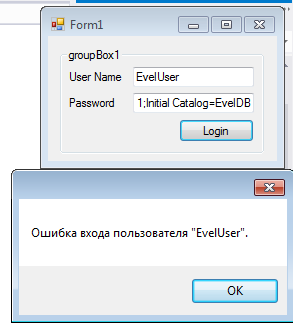 Form1
groupBox1
User Name EvelUser
Password 1;Initial Catalog=EvelDB
Login
Ошибка входа пользователя "EvelUser".
OK